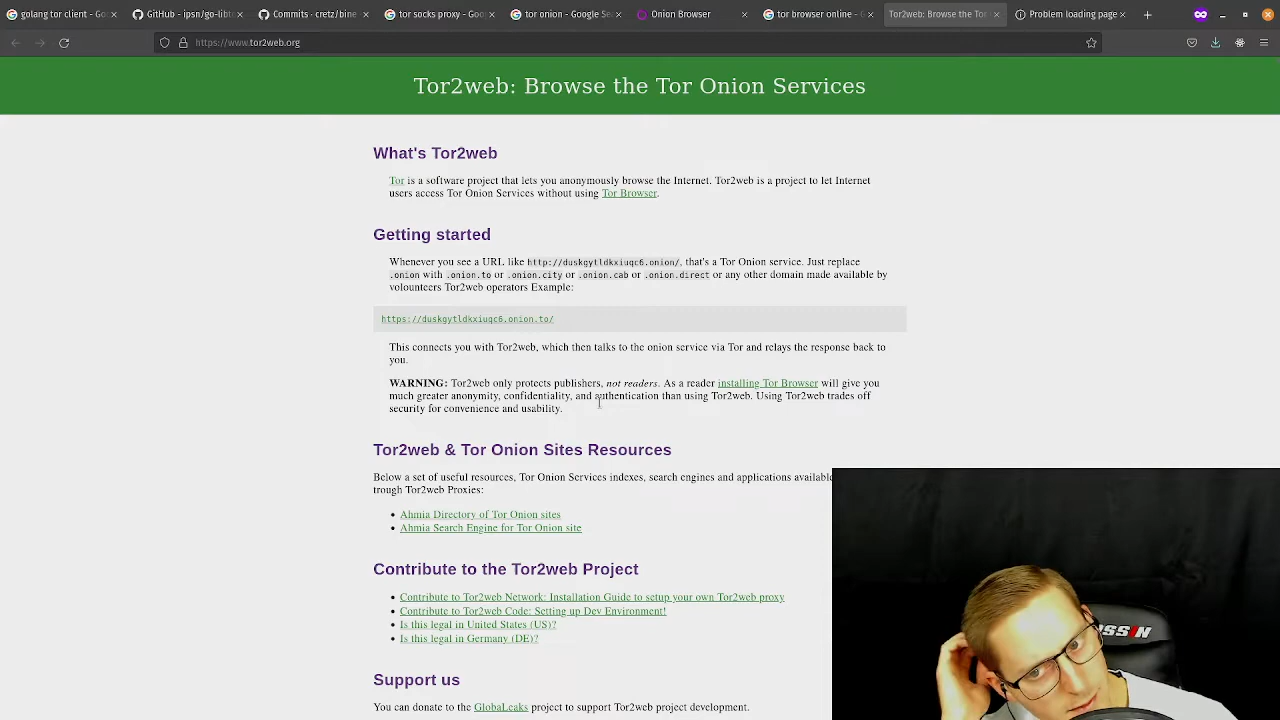 golang tor client - Goo
GitHub - ipsn/go-libto
Commits · cretz/bine
tor socks proxy - Goog
tor onion - Google Se
Onion Browser
tor browser online - G
Tor2web: Browse the Tor
Problem loading page
https://www.tor2web.org
Tor2web: Browse the Tor Onion Services
What's Tor2web
Tor is a software project that lets you anonymously browse the Internet. Tor2web is a project to let Internet
users access Tor Onion Services without using Tor Browser.
Getting started
Whenever you see a URL like http://duskgytldkxiuqc6.onion/, that's a Tor Onion service. Just replace
.onion with .onion.to or .onion.city or .onion.cab or .onion.direct or any other domain made available by
volounteers Tor2web operators Example:
https://duskgytldkxiuqc6.onion.to/
This connects you with Tor2web, which then talks to the onion service via Tor and relays the response back to
you.
WARNING: Tor2web only protects publishers, not readers. As a reader installing Tor Browser will give you
much greater anonymity, confidentiality, and authentication than using Tor2web. Using Tor2web trades off
security for convenience and usability.
Tor2web & Tor Onion Sites Resources
Below a set of useful resources, Tor Onion Services indexes, search engines and applications available
trough Tor2web Proxies:
Ahmia Directory of Tor Onion sites
Ahmia Search Engine for Tor Onion site
Contribute to the Tor2web Project
Contribute to Tor2web Network: Installation Guide to setup your own Tor2web proxy
Contribute to Tor2web Code: Setting up Dev Environment!
Is this legal in United States (US)?
Is this legal in Germany (DE)?
Support us
You can donate to the GlobaLeaks project to support Tor2web project development.